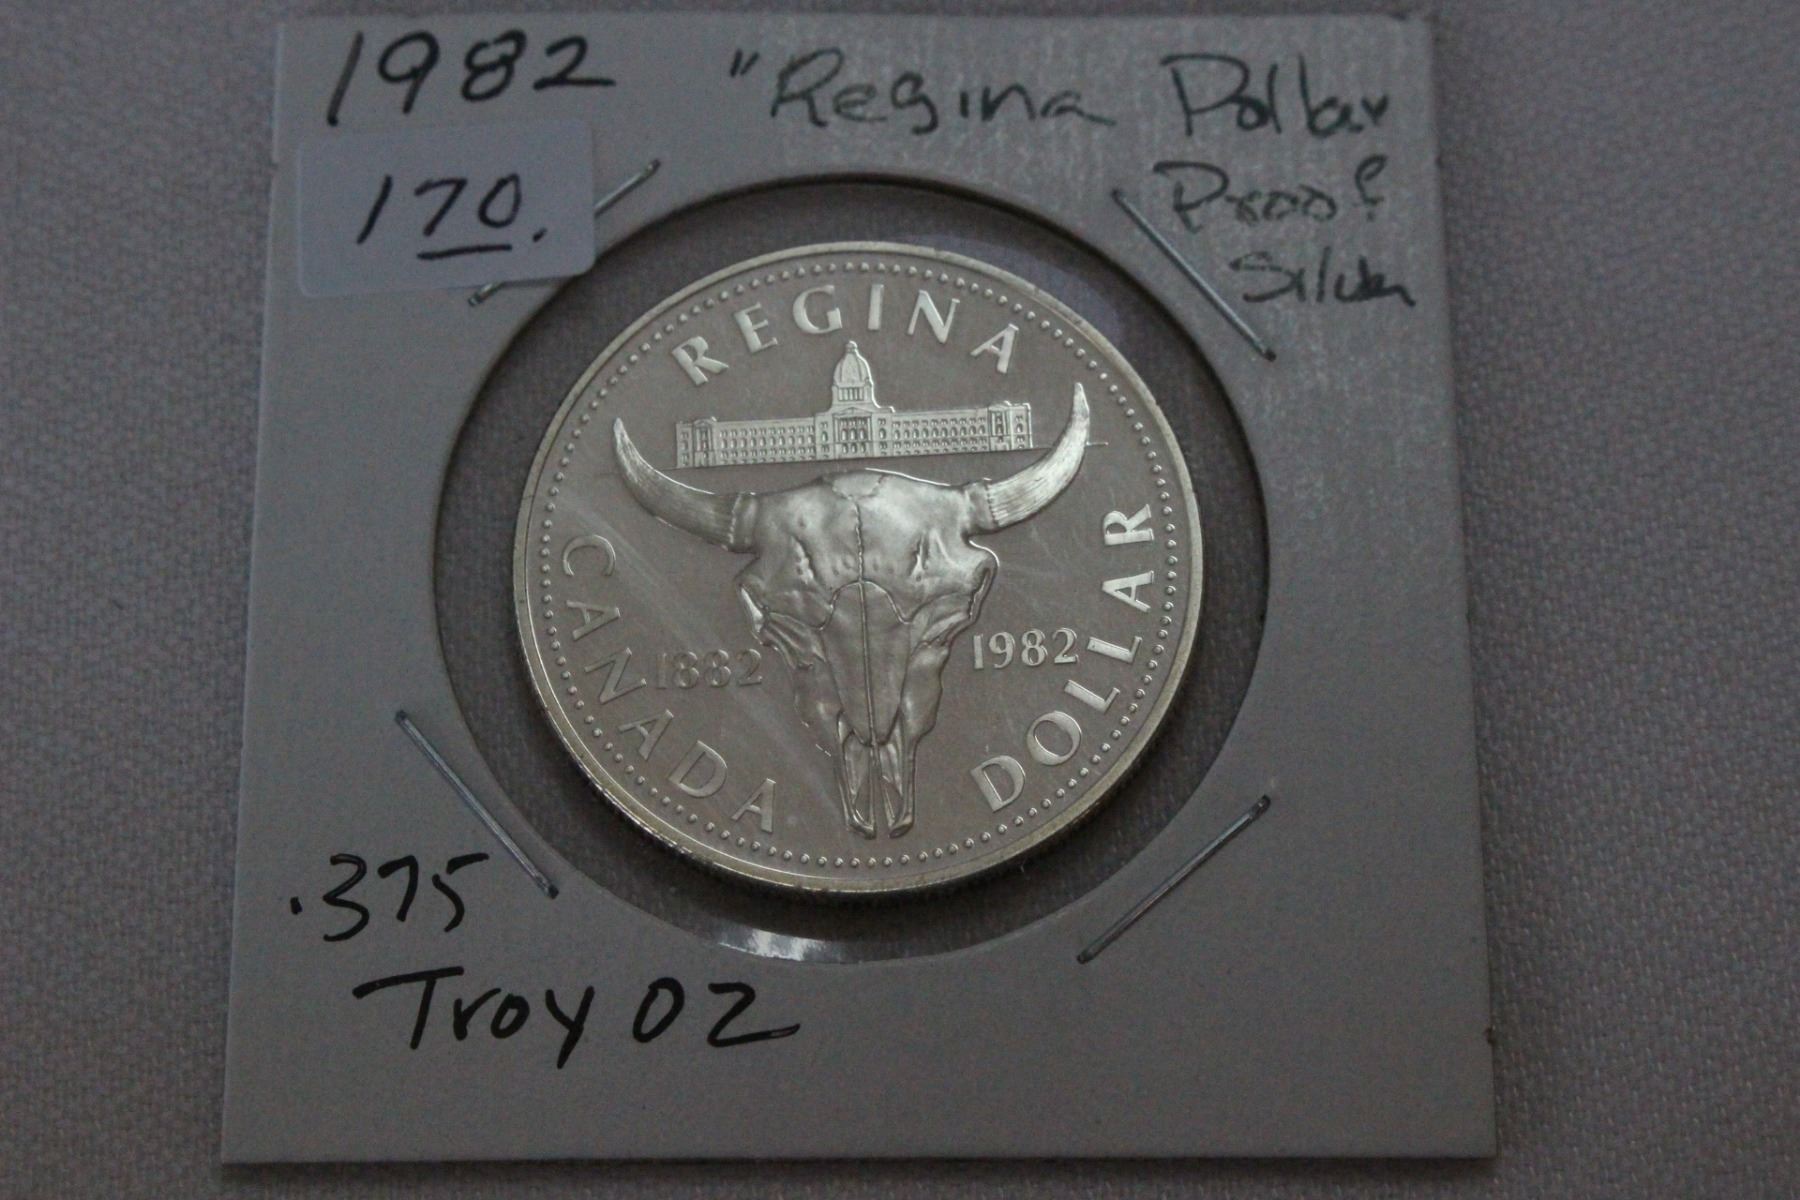 1982
"Regina Dollar
Proof
Silver
170.
REGINA
CANADA
1882
1982
DOLLAR
.375
Troy OZ